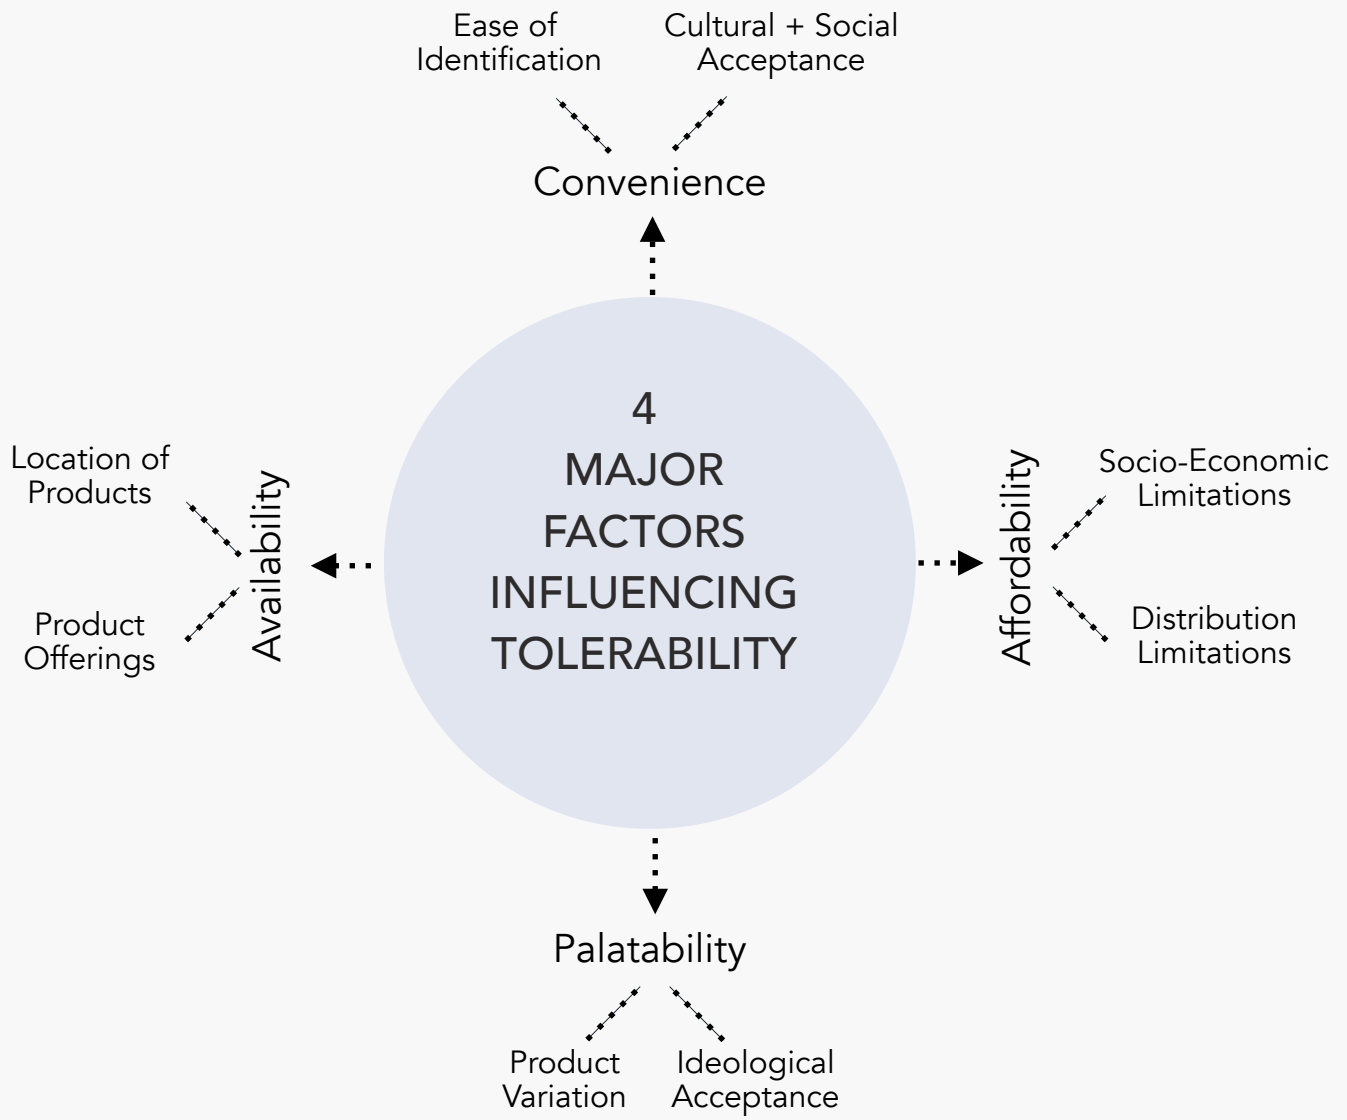 Ease of
Identification
Cultural + Social
Acceptance
Convenience
4
MAJOR
FACTORS
INFLUENCING
TOLERABILITY
Location of
Products
Product
Offerings
Availability
Affordability
Socio-Economic
Limitations
Distribution
Limitations
Palatability
Product
Variation
Ideological
Acceptance